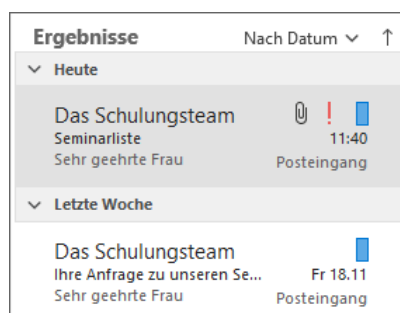 Ergebnisse Nach Datum
Heute
Das Schulungsteam
Seminarliste 11:40
Sehr geehrte Frau Posteingang
Letzte Woche
Das Schulungsteam
Ihre Anfrage zu unseren Se... Fr 18.11
Sehr geehrte Frau Posteingang